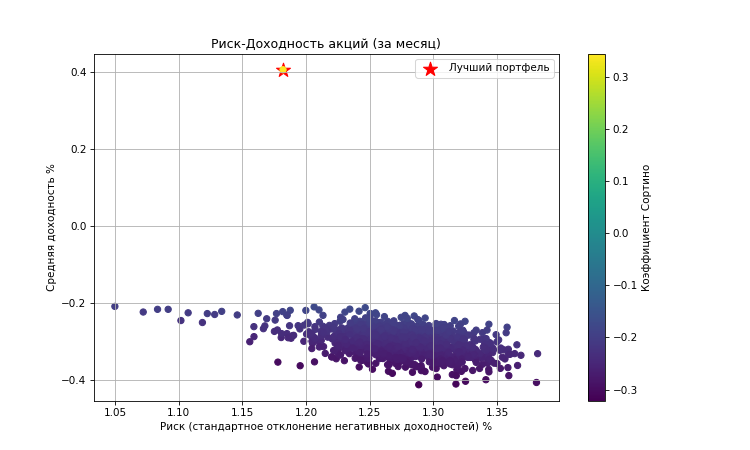 Риск-Доходность акций (за месяц)
Лучший портфель
0.4
0.2
0.0
−0.2
−0.4
Средняя доходность %
1.05 1.10 1.15 1.20 1.25 1.30 1.35
Риск (стандартное отклонение негативных доходностей) %
0.3
0.2
0.1
0.0
−0.1
−0.2
−0.3
Коэффициент Сортино